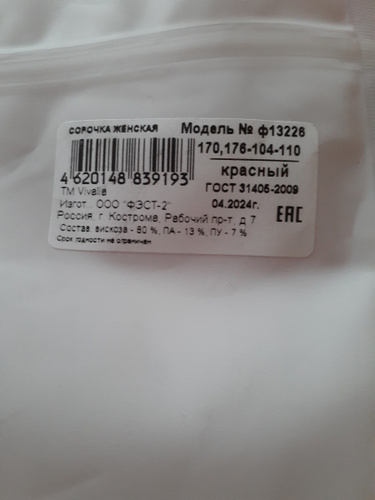 СОРОЧКА ЖЕНСКАЯ
Модель № ф13226
170,176-104-110
красный
4 620148 839193
ГОСТ 31405-2009
ТМ Vivalia
04.2024г.
Изгот.: ООО "ФЭСТ-2"
Россия г. Кострома, Рабочий пр-т, д 7
EAC
Состав: вискоза - 80 %, ПА - 13 %, ПУ - 7 %
Срок годности не ограничен